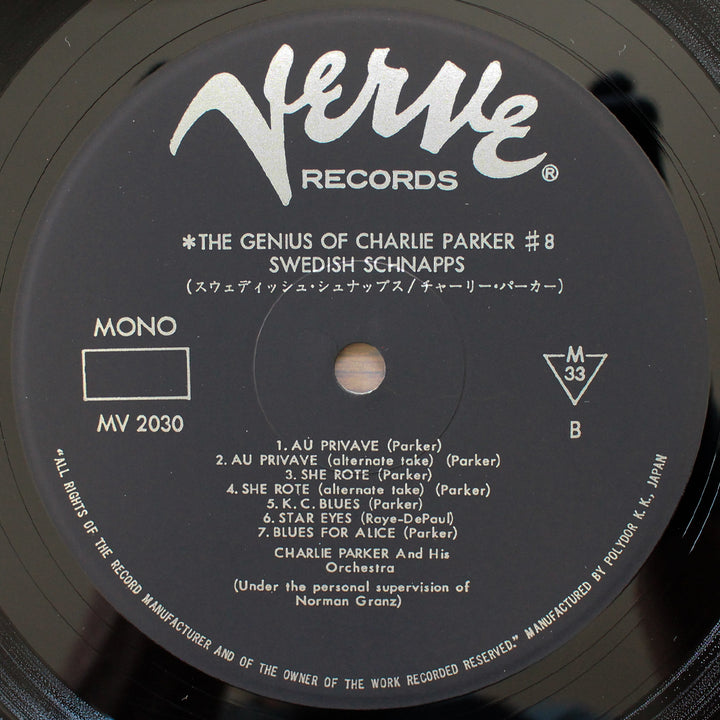 Verve
RECORDS ®
*THE GENIUS OF CHARLIE PARKER #8
SWEDISH SCHNAPPS
(スウェディッシュ・シュナップス/チャーリー・パーカー)
MONO
MV 2030
M
33
B
1. AÜ PRIVAVE (Parker)
2. AU PRIVAVE (alternate take) (Parker)
3. SHE ROTE (Parker)
4. SHE ROTE (alternate take) (Parker)
5. K. C. BLUES (Parker)
6. STAR EYES (Raye-DePaul)
7. BLUES FOR ALICE (Parker)
CHARLIE PARKER And His
Orchestra
(Under the personal supervision of
Norman Granz)
"ALL RIGHTS OF THE RECORD MANUFACTURER AND OF THE OWNER OF THE WORK RECORDED RESERVED." MANUFACTURED BY POLYDOR K. K., JAPAN